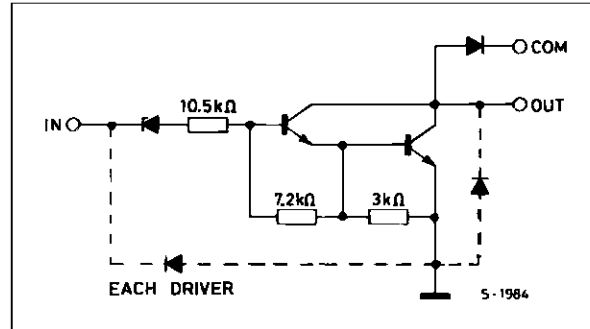 COM
10.5kΩ
IN
OUT
7.2kΩ
3kΩ
EACH DRIVER
S-1984